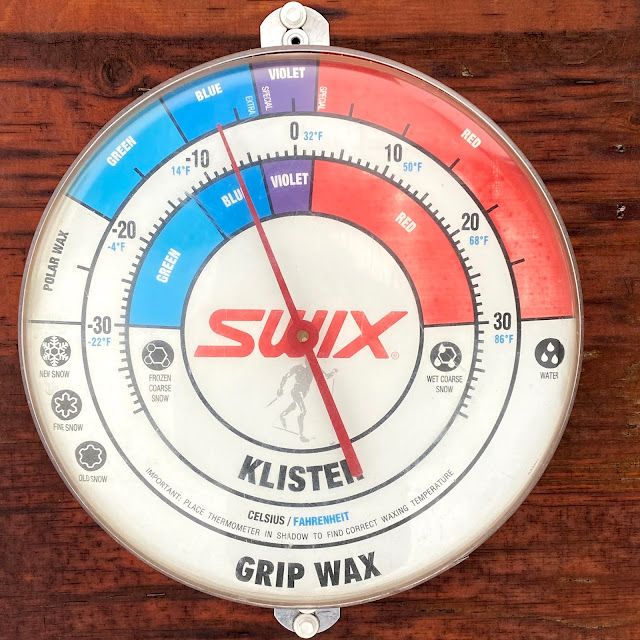 VIOLET
BLUE
EXTRA
SPECIAL
SPECIAL
RED
GREEN
POLAR WAX
0 32°F
-10
14°F
10
50°F
-20
-4°F
20
68°F
-30
-22°F
30
86°F
VIOLET
BLU
GREEN
RED
SWIX®
NEW SNOW
FINE SNOW
OLD SNOW
FROZEN
COARSE
SNOW
WET COARSE
SNOW
WATER
KLISTER
CELSIUS / FAHRENHEIT
IMPORTANT: PLACE THERMOMETER IN SHADOW TO FIND CORRECT WAXING TEMPERATURE
GRIP WAX